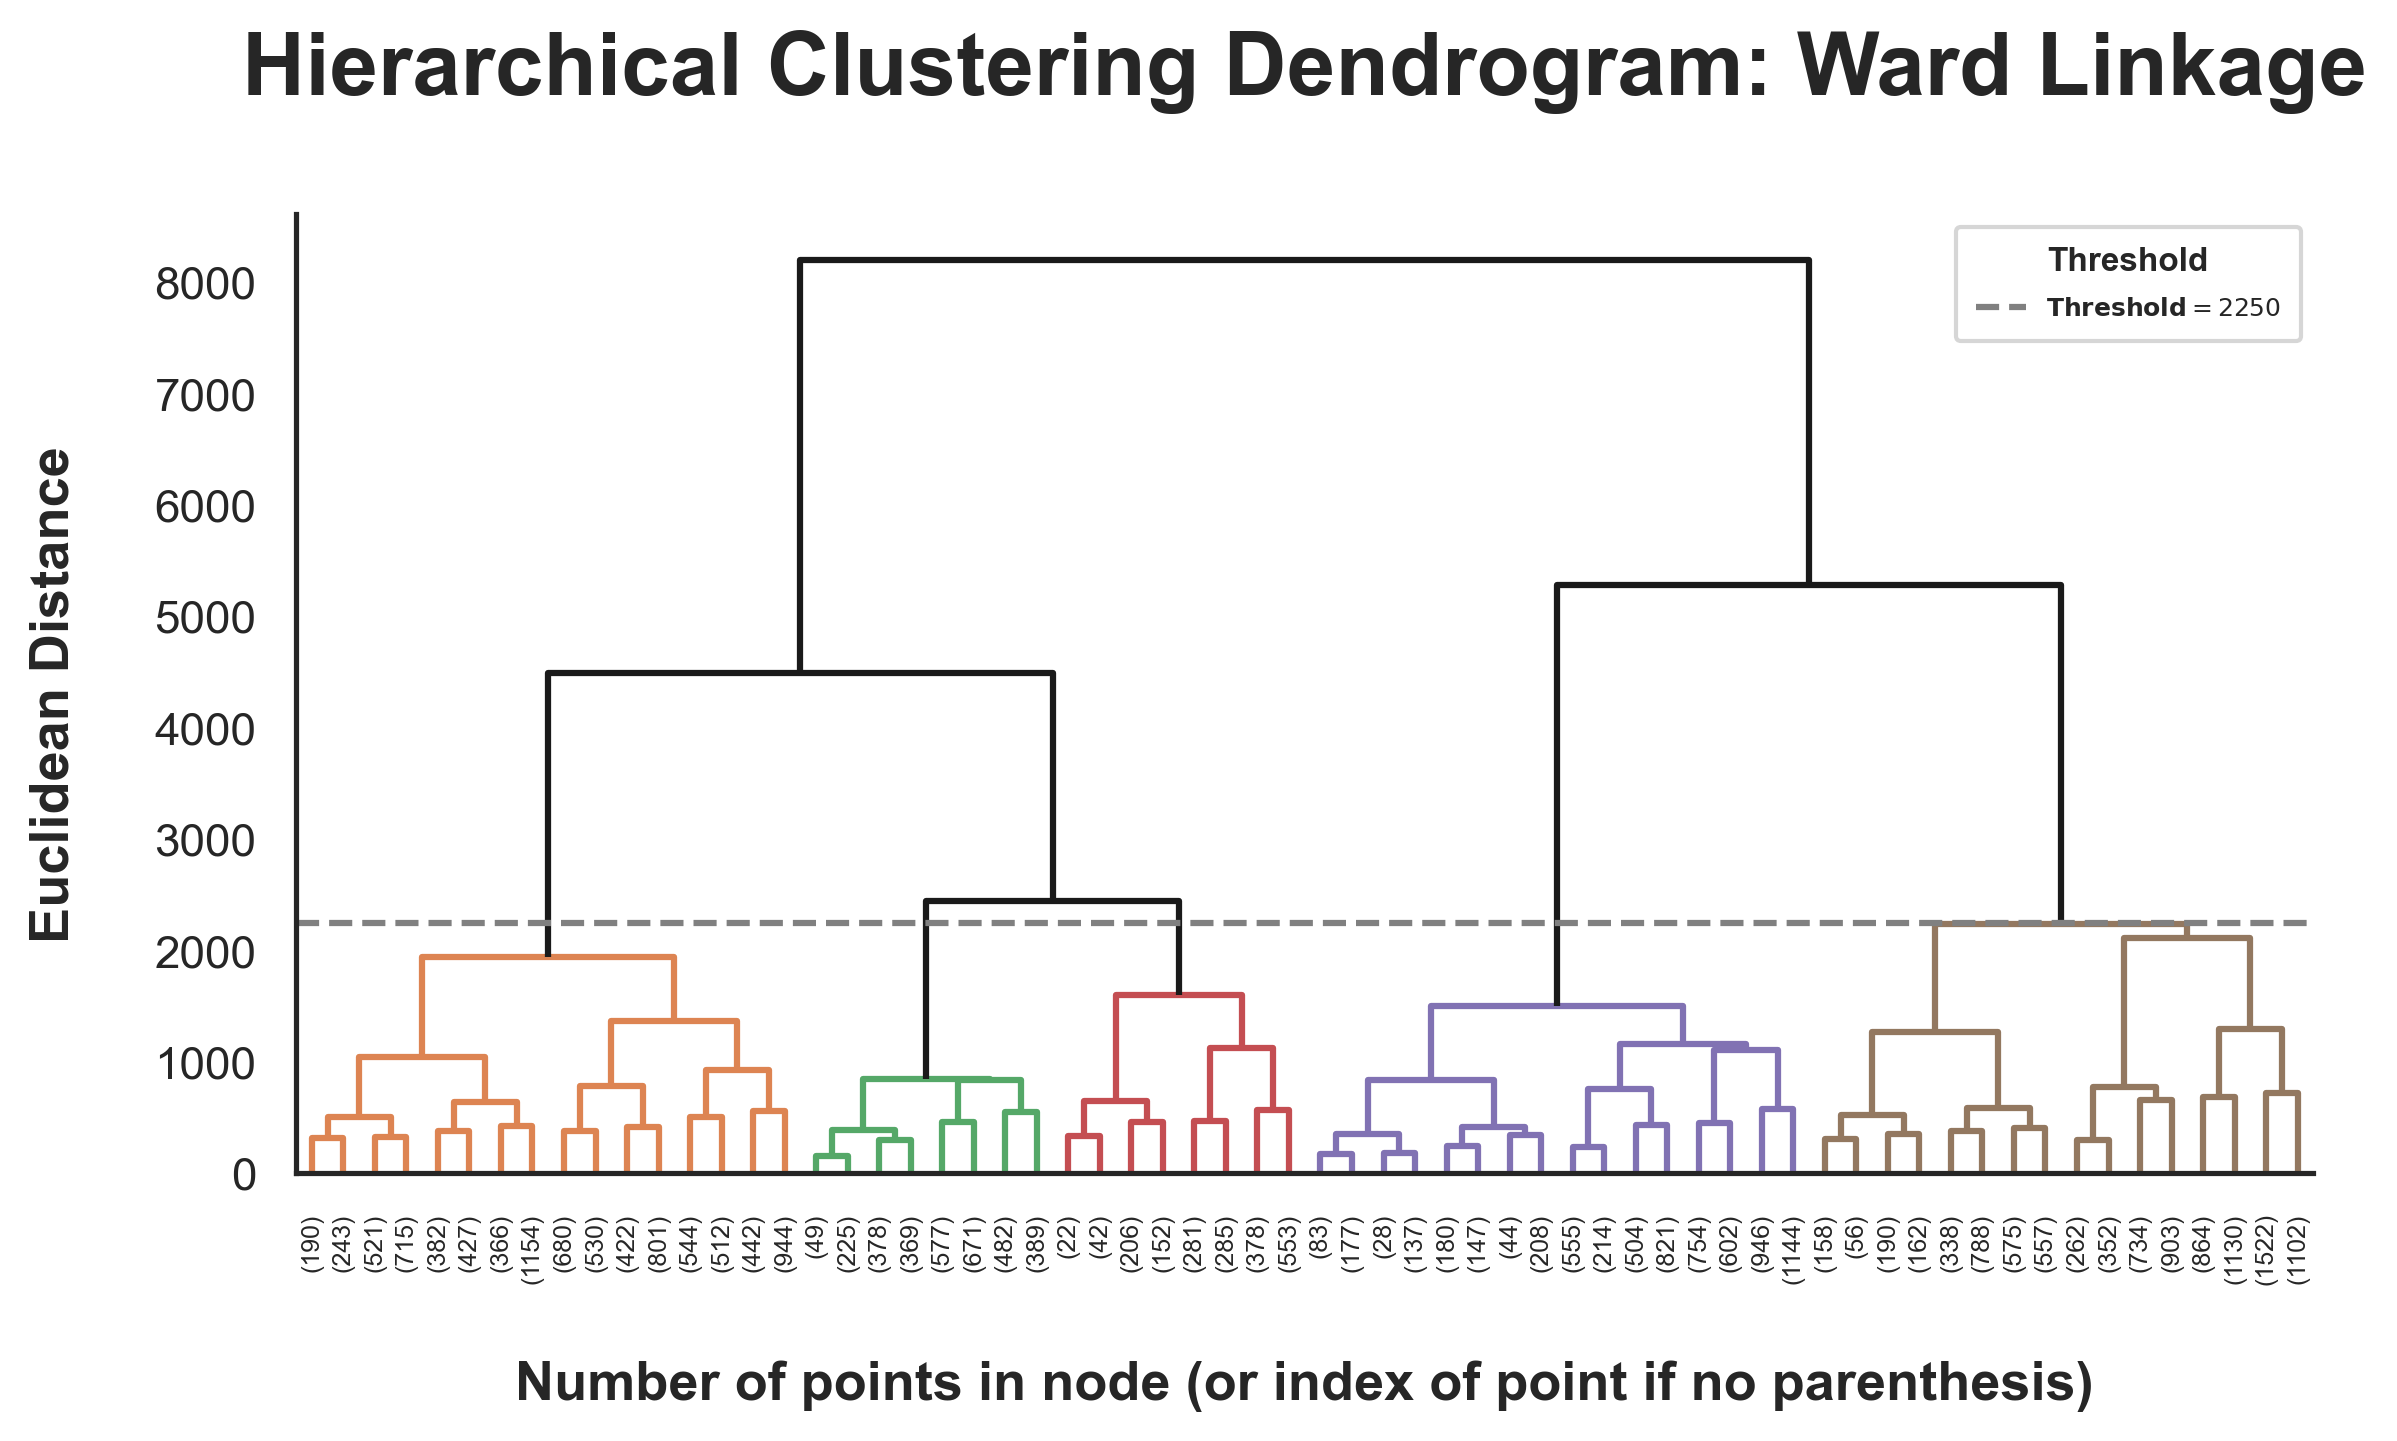 Hierarchical Clustering Dendrogram: Ward Linkage
Threshold
Threshold = 2250
Euclidean Distance
8000
7000
6000
5000
4000
3000
2000
1000
0
(190) (243) (521) (715) (382) (427) (366) (1154) (680) (530) (422) (801) (544) (512) (442) (944) (49) (225) (378) (369) (577) (671) (482) (389) (22) (42) (206) (152) (281) (285) (378) (553) (83) (177) (28) (137) (180) (147) (44) (208) (555) (214) (504) (821) (754) (602) (946) (1144) (158) (56) (190) (162) (338) (788) (575) (557) (262) (352) (734) (903) (864) (1130) (1522) (1102)
Number of points in node (or index of point if no parenthesis)